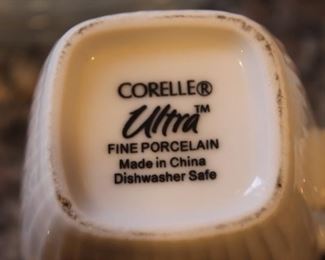 CORELLE®
Ultra™
FINE PORCELAIN
Made in China
Dishwasher Safe